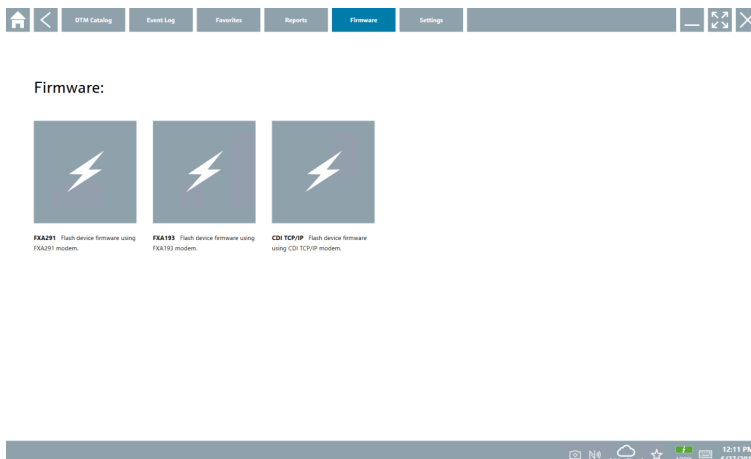 DTM Catalog Event Log Favorites Reports Firmware Settings
Firmware:
FXA291 Flash device firmware using
FXA291 modem.
FXA193 Flash device firmware using
FXA193 modem.
CDI TCP/IP Flash device firmware
using CDI TCP/IP modem.
12:11 PM